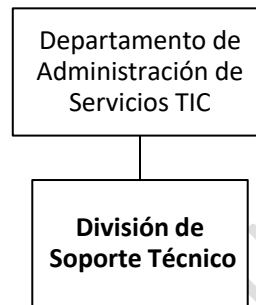 Departamento de
Administración de
Servicios TIC
División de
Soporte Técnico